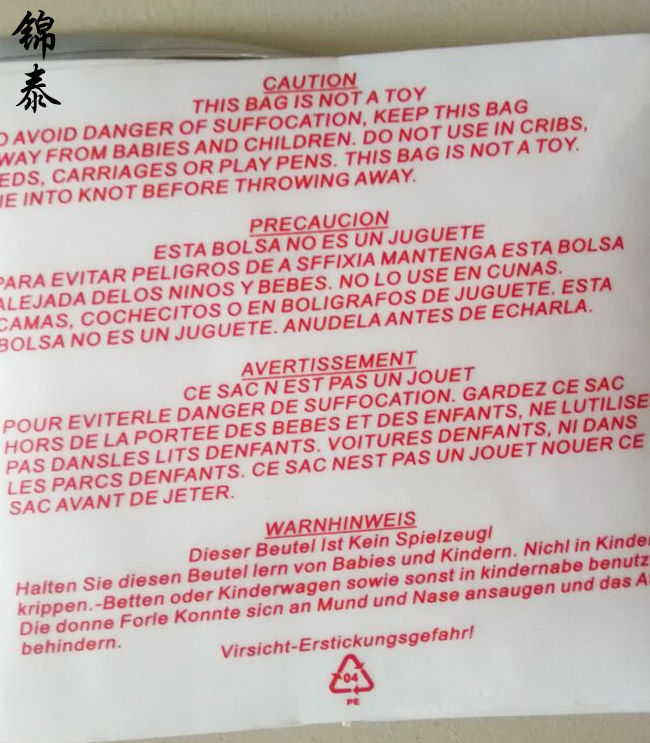 锦
泰
CAUTION
THIS BAG IS NOT A TOY
O AVOID DANGER OF SUFFOCATION, KEEP THIS BAG
WAY FROM BABIES AND CHILDREN. DO NOT USE IN CRIBS,
EDS, CARRIAGES OR PLAY PENS. THIS BAG IS NOT A TOY.
IE INTO KNOT BEFORE THROWING AWAY.
PRECAUCION
ESTA BOLSA NO ES UN JUGUETE
PARA EVITAR PELIGROS DE A SFFIXIA MANTENGA ESTA BOLSA
ALEJADA DELOS NINOS Y BEBES. NO LO USE EN CUNAS.
CAMAS, COCHECITOS O EN BOLIGRAFOS DE JUGUETE. ESTA
BOLSA NO ES UN JUGUETE. ANUDELA ANTES DE ECHARLA.
AVERTISSEMENT
CE SAC N EST PAS UN JOUET
POUR EVITERLE DANGER DE SUFFOCATION. GARDEZ CE SAC
HORS DE LA PORTEE DES BEBES ET DES ENFANTS, NE LUTILISE
PAS DANSLES LITS DENFANTS. VOITURES DENFANTS, NI DANS
LES PARCS DENFANTS. CE SAC NEST PAS UN JOUET NOUER CE
SAC AVANT DE JETER.
WARNHINWEIS
Dieser Beutel Ist Kein Spielzeugl
Halten Sie diesen Beutel lern von Babies und Kindern. Nichl in Kinder
krippen.-Betten oder Kinderwagen sowie sonst in kindernabe benutz
Die donne Forle Konnte sicn an Mund und Nase ansaugen und das A
behindern.
Virsicht-Erstickungsgefahr!
04
PE